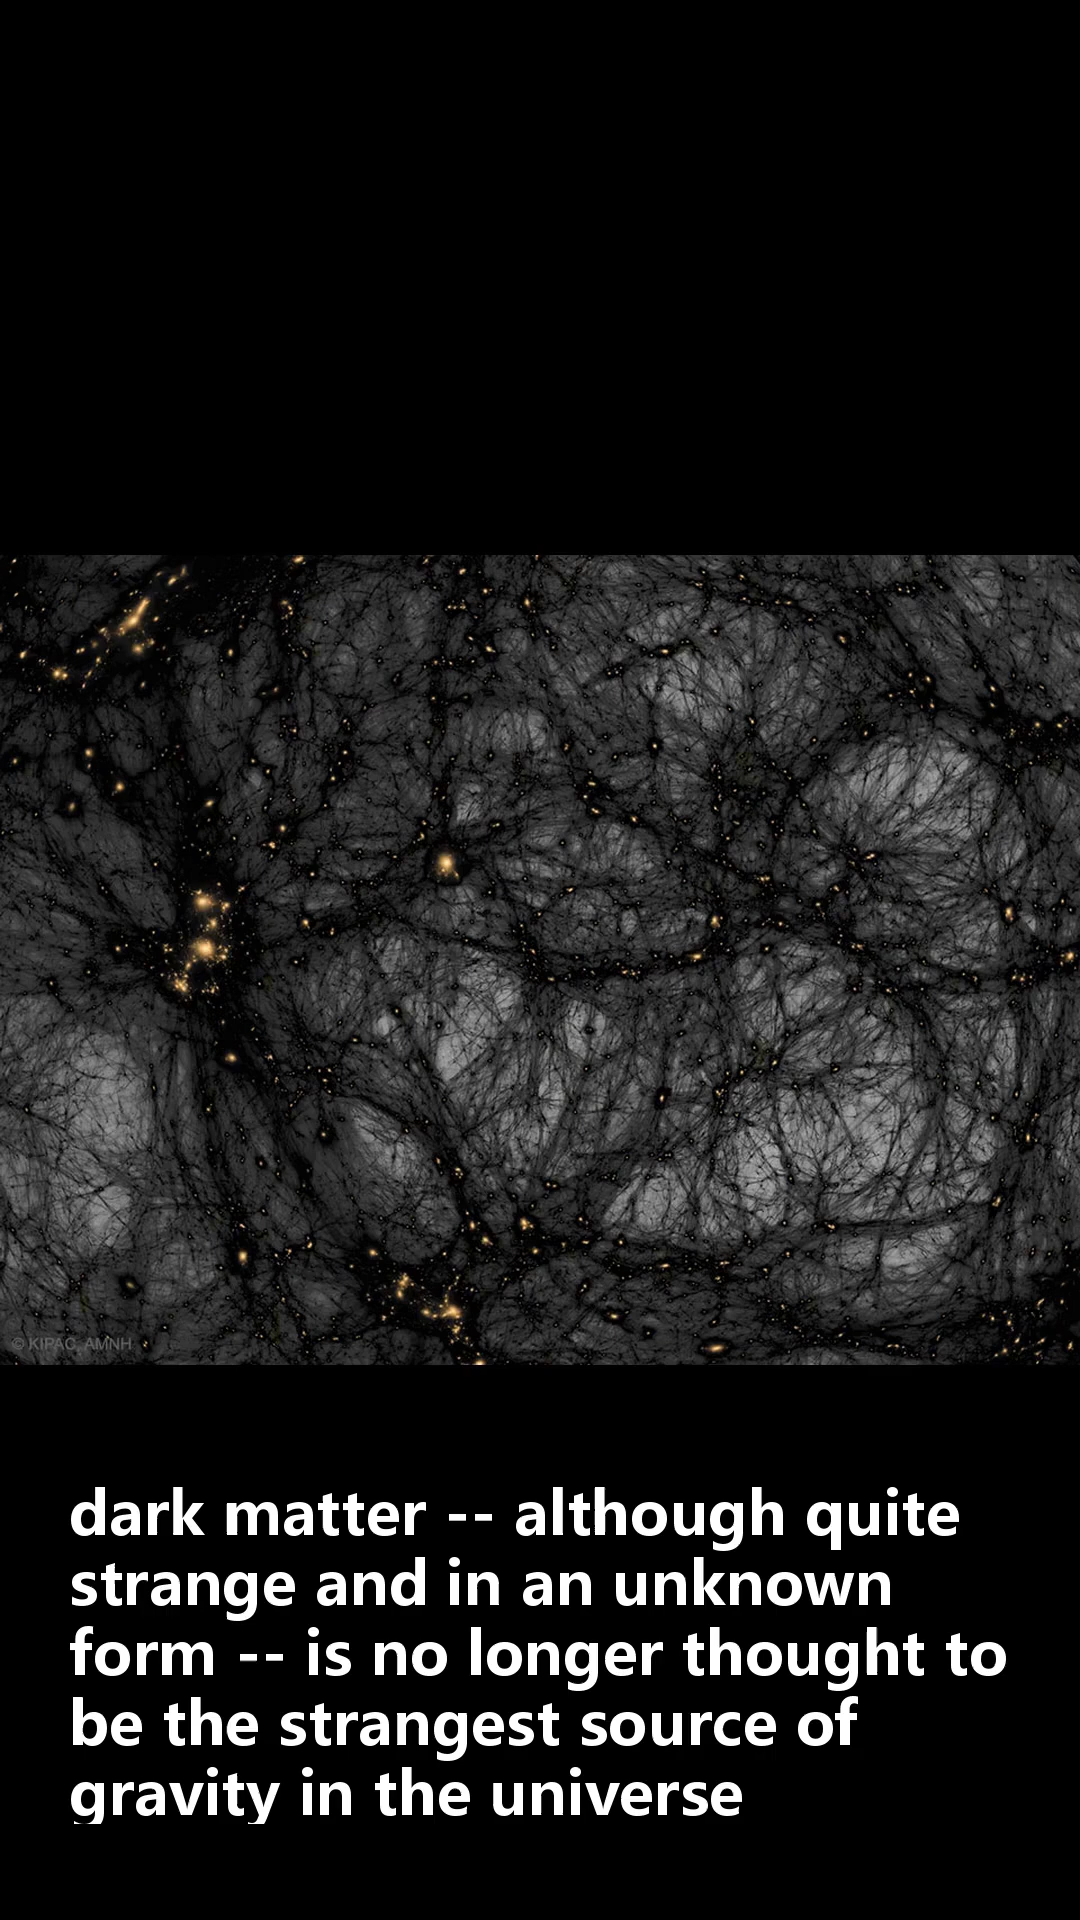 © KIPAC, AMNH
dark matter -- although quite
strange and in an unknown
form -- is no longer thought to
be the strangest source of
gravity in the universe